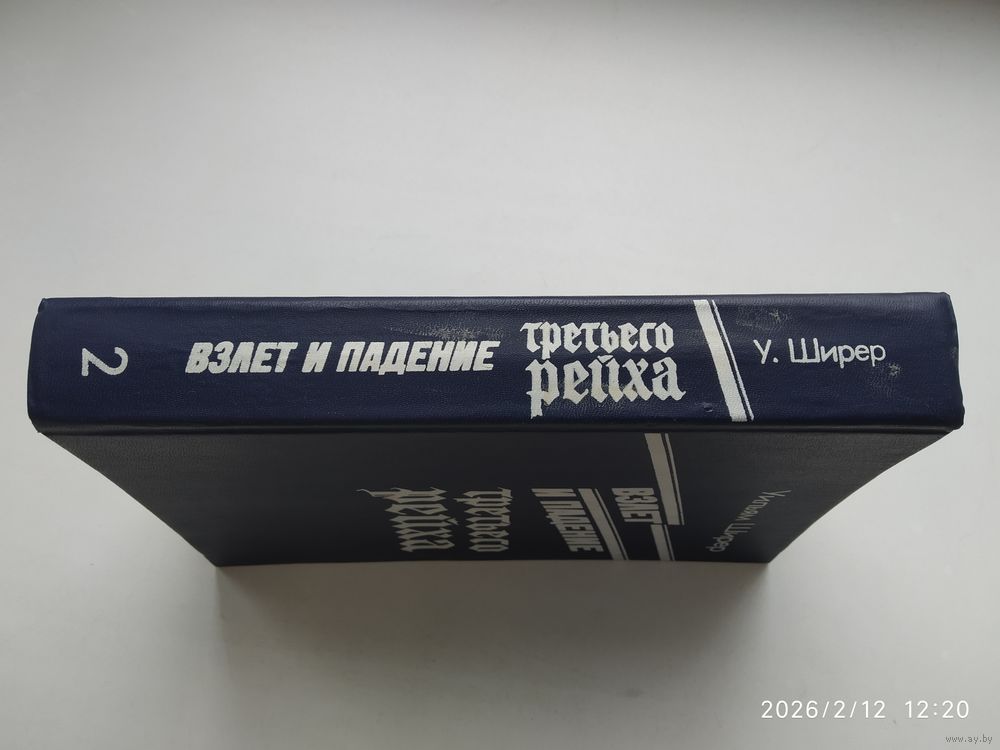 2
ВЗЛЕТ И ПАДЕНИЕ
третьего
рейха
У. Ширер
Уильям Ширер
ВЗЛЕТ
И ПАДЕНИЕ
третьего
рейха
2026/2/12 12:20
www.ay.by